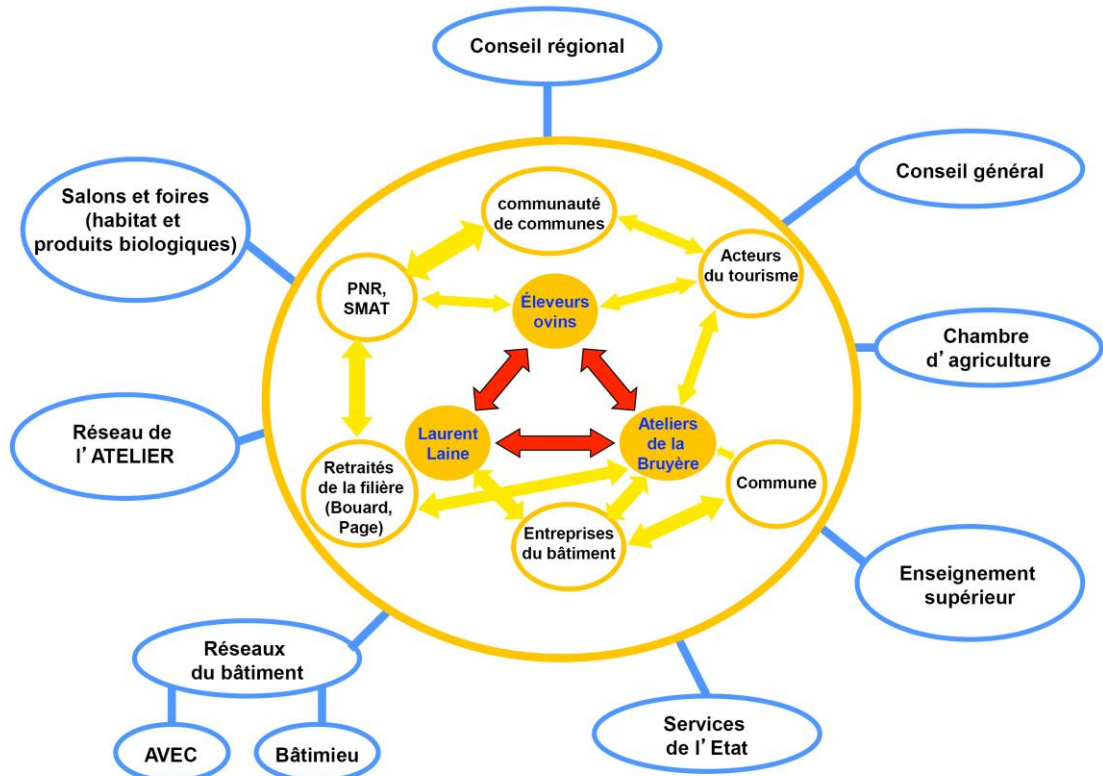 Conseil régional
Conseil général
Salons et foires
(habitat et
produits biologiques)
communauté
de communes
Acteurs
du tourisme
PNR,
SMAT
Éleveurs
ovins
Chambre
d'agriculture
Réseau de
l'ATELIER
Laurent
Laine
Ateliers
de la
Bruyère
Retraités
de la filière
(Bouard,
Page)
Commune
Entreprises
du bâtiment
Enseignement
supérieur
Réseaux
du bâtiment
Services
de l'Etat
AVEC
Bâtimieu